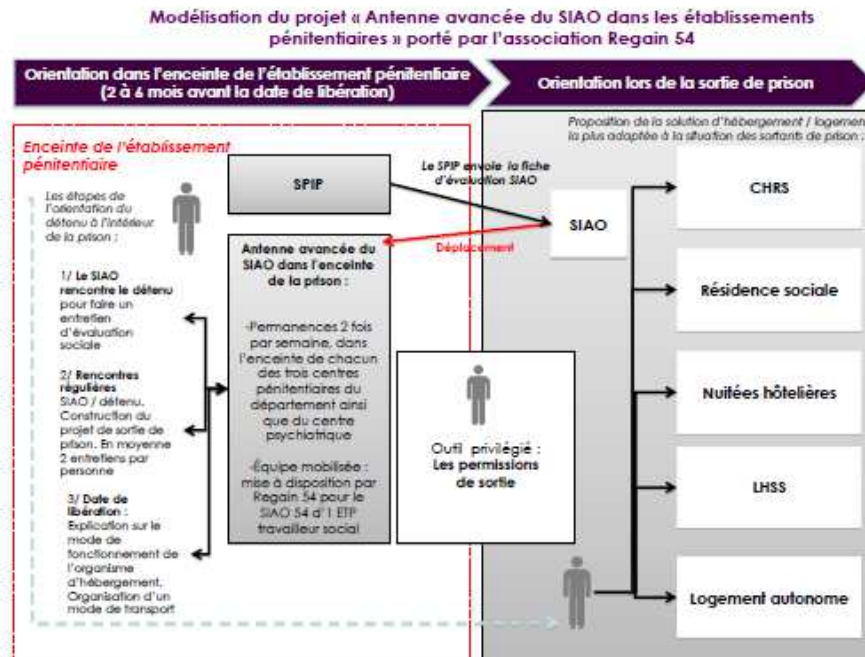 Modélisation du projet « Antenne avancée du SIAO dans les établissements
pénitentiaires » porté par l'association Regain 54
Orientation dans l'enceinte de l'établissement pénitentiaire
(2 à 6 mois avant la date de libération)
Orientation lors de la sortie de prison
Enceinte de l'établissement
pénitentiaire
Les étapes de
l'orientation du
détenu à l'intérieur
de la prison :
1/ Le SIAO
rencontre le détenu
pour faire un
entretien
d'évaluation
sociale
2/ Rencontres
régulières
SIAO / détenu.
Construction du
projet de sortie de
prison. En moyenne
2 entretiens par
personne
3/ Date de
libération :
Explication sur le
mode de
fonctionnement de
l'organisme
d'hébergement.
Organisation d'un
mode de transport
SPIP
Le SPIP envoie la fiche
d'évaluation SIAO
Déplacement
Antenne avancée du
SIAO dans l'enceinte
de la prison :
-Permanences 2 fois
par semaine, dans
l'enceinte de chacun
des trois centres
pénitentiaires du
département ainsi
que du centre
psychiatrique
-Équipe mobilisée :
mise à disposition par
Regain 54 pour le
SIAO 54 d'1 ETP
travailleur social
Outil privilégié :
Les permissions
de sortie
Proposition de la solution d'hébergement / logement
la plus adaptée à la situation des sortants de prison :
SIAO
CHRS
Résidence sociale
Nuitées hôtelières
LHSS
Logement autonome